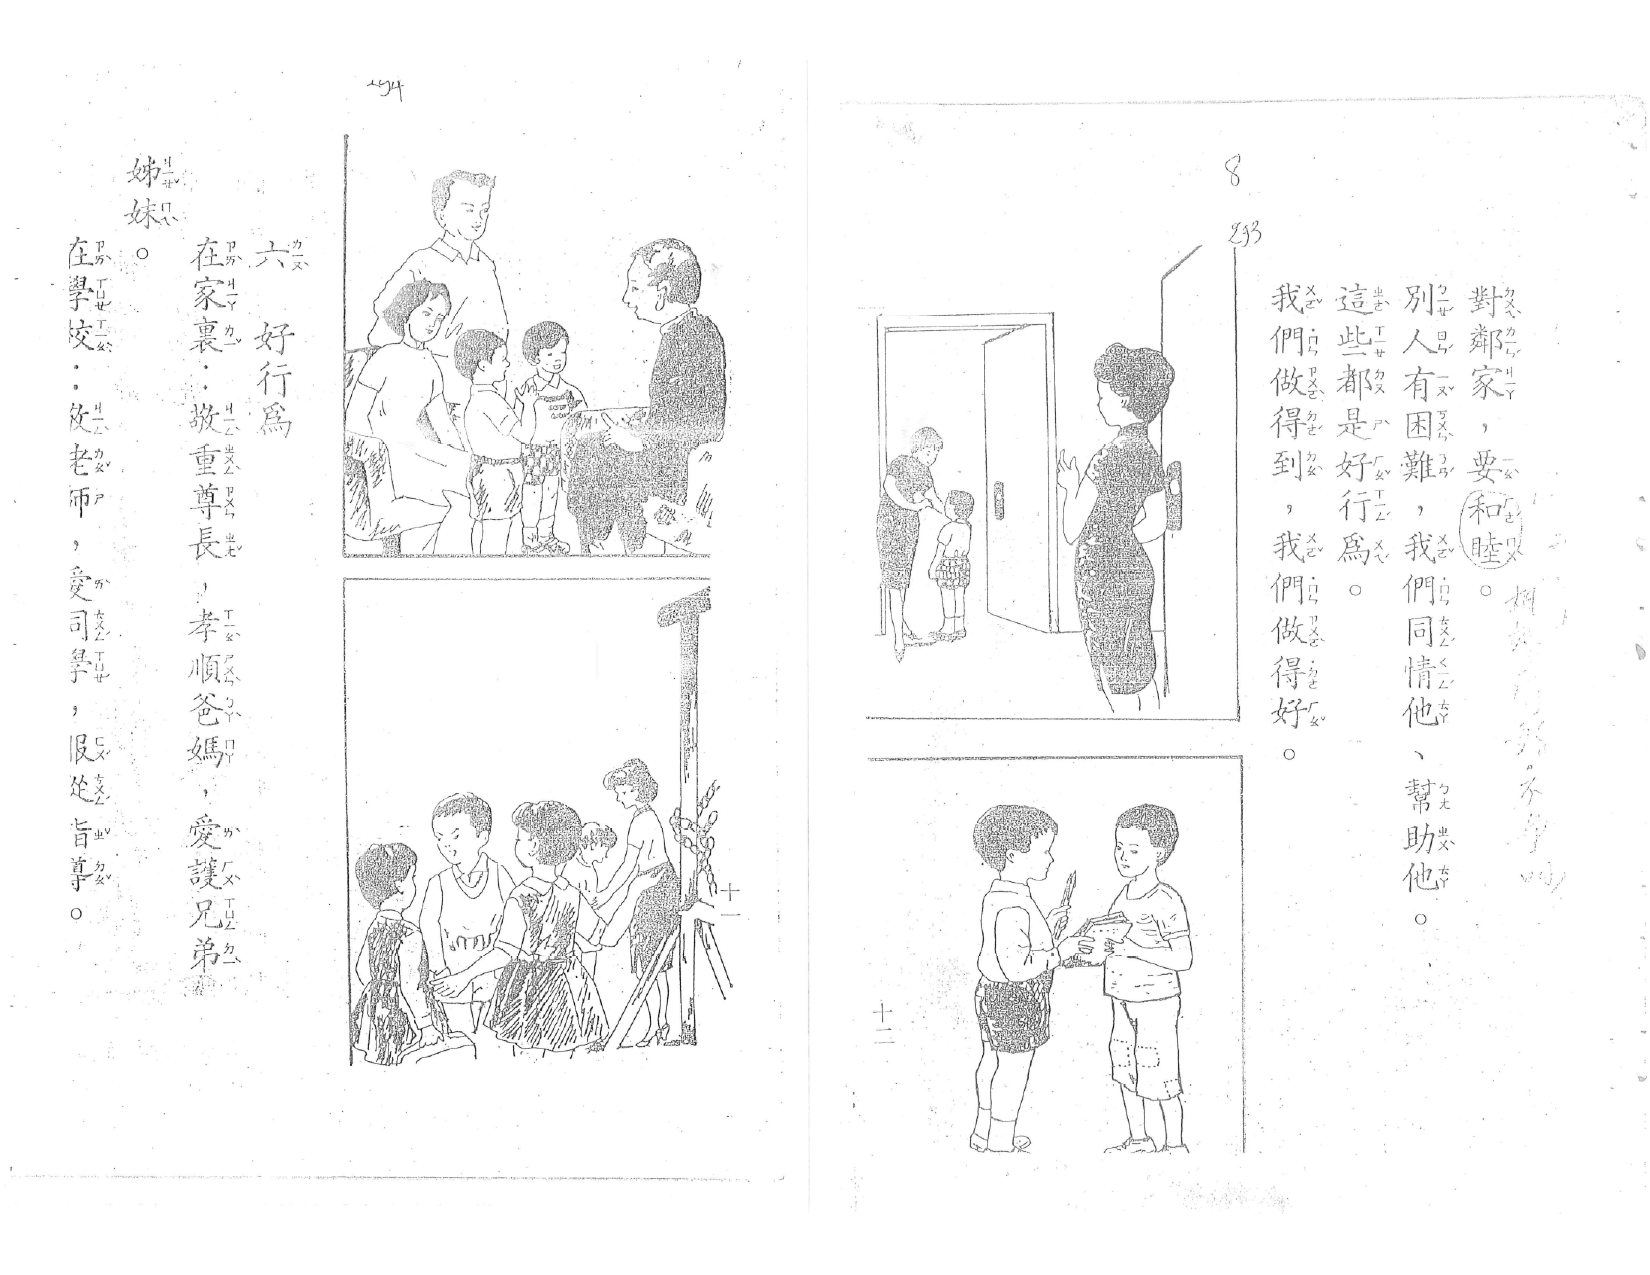 294
六 好行爲
在家裏：敬重尊長，孝順爸媽，愛護兄弟
姊妹。
在學校：敬老師，愛同學，服從指導。
十一
8
293
對鄰家，要和睦。
別人有困難，我們同情他、幫助他。
這些都是好行爲。
我們做得到，我們做得好。
十二